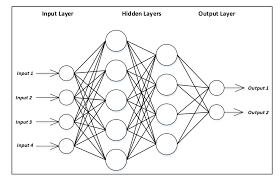 Input Layer
Hidden Layers
Output Layer
Input 1
Input 2
Input 3
Input 4
Output 1
Output 2